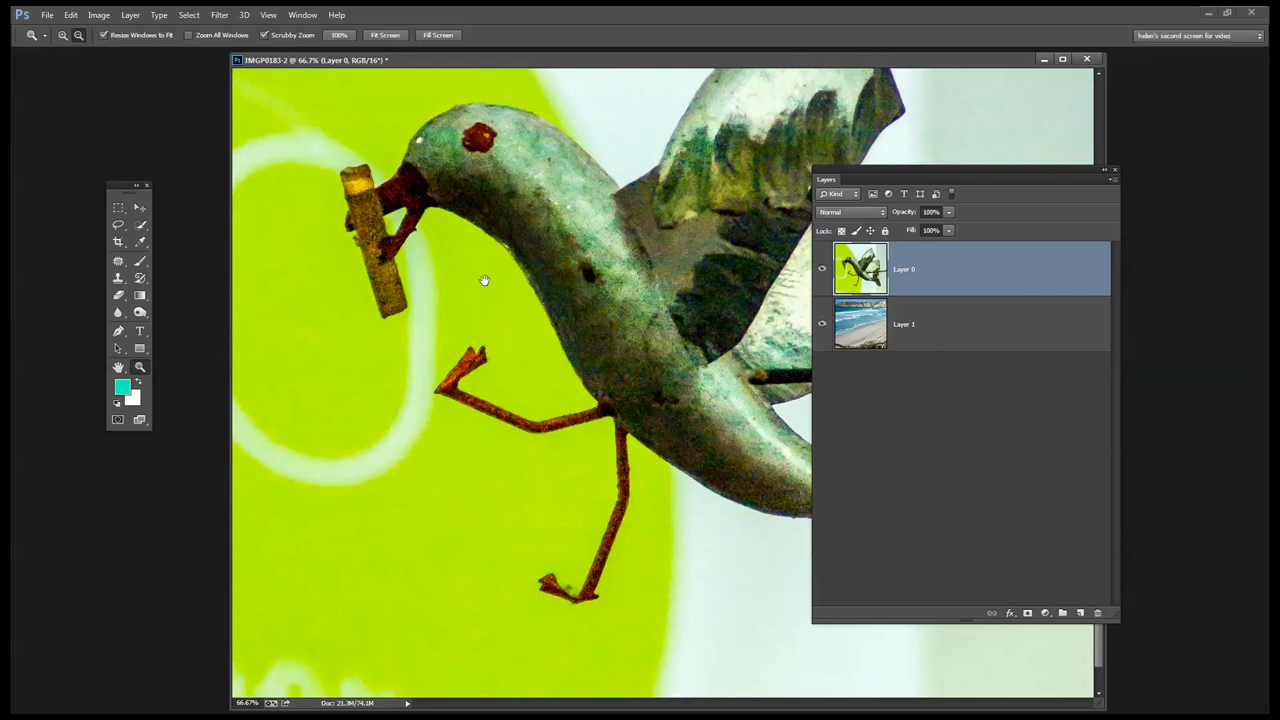 Ps File Edit Image Layer Type Select Filter 3D View Window Help
Resize Windows to Fit Zoom All Windows Scrubby Zoom 100% Fit Screen Fill Screen helen's second screen for video
Ps IMGP0183-2 @ 66.7% (Layer 0, RGB/16*) *
Layers
Kind
Normal Opacity: 100%
Lock: Fill: 100%
Layer 0
Layer 1
T
66.67% Doc: 21.3M/74.1M